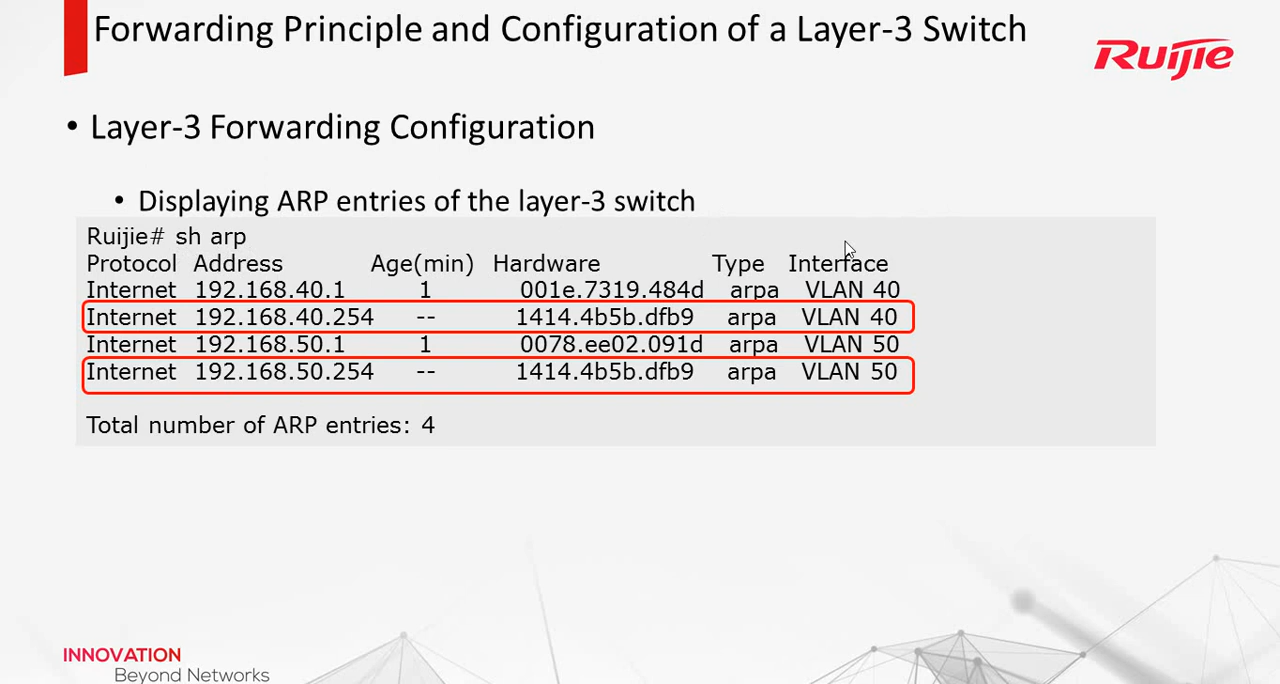 Forwarding Principle and Configuration of a Layer-3 Switch
Ruijie
• Layer-3 Forwarding Configuration
• Displaying ARP entries of the layer-3 switch
Ruijie# sh arp
Protocol Address Age(min) Hardware Type Interface
Internet 192.168.40.1 1 001e.7319.484d arpa VLAN 40
Internet 192.168.40.254 -- 1414.4b5b.dfb9 arpa VLAN 40
Internet 192.168.50.1 1 0078.ee02.091d arpa VLAN 50
Internet 192.168.50.254 -- 1414.4b5b.dfb9 arpa VLAN 50
Total number of ARP entries: 4
INNOVATION
Beyond Networks